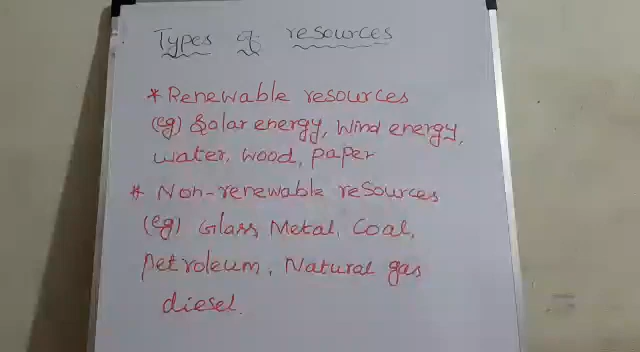 Types of resources
* Renewable resources
(eg) Solar energy, Wind energy,
water, wood, paper
* Non-renewable resources
(eg) Glass, Metal, Coal,
Petroleum, Natural gas
diesel.